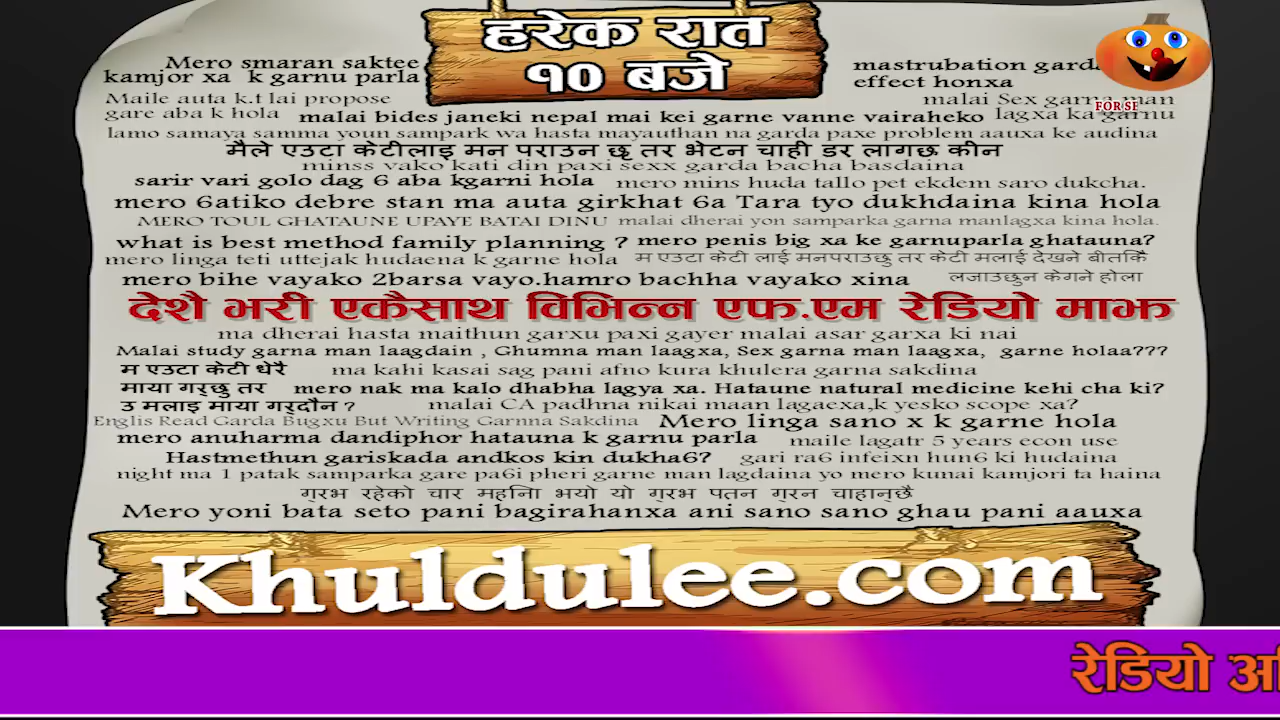 हरेक रात
१० बजे
FOR SE
Mero smaran saktee
kamjor xa k garnu parla
mastrubation garda
effect honxa
Maile auta k.t lai propose
gare aba k hola
malai bides janeki nepal mai kei garne vanne vairaheko
malai Sex garna man
lagxa ka garnu
lamo samaya samma youn sampark wa hasta mayauthan na garda paxe problem aauxa ke audina
मैले एउटा केटीलाइ मन पराउन छु तर भेटन चाही डर लागछ कीन
minss vako kati din paxi sexx garda bacha basdaina
sarir vari golo dag 6 aba kgarni hola
mero mins huda tallo pet ekdem saro dukcha.
mero 6atiko debre stan ma auta girkhat 6a Tara tyo dukhdaina kina hola
MERO TOUL GHATAUNE UPAYE BATAI DINU
malai dherai yon samparka garna manlagxa kina hola.
what is best method family planning ?
mero penis big xa ke garnuparla ghatauna?
mero linga teti uttejak hudaena k garne hola
म एउटा केटी लाई मनपराउछु तर केटी मलाई देखने बीतकि
लजाउछुन केगने होला
mero bihe vayako 2barsa vayo.hamro bachha vayako xina
देशै भरी एकैसाथ विभिन्न एफ.एम रेडियो माझ
ma dherai hasta maithun garxu paxi gayer malai asar garxa ki nai
Malai study garna man laagdain , Ghumna man laagxa, Sex garna man laagxa, garne holaa???
म एउटा केटी धेरै
माया गर्छु तर
उ मलाइ माया गर्दौन ?
ma kahi kasai sag pani afno kura khulera garna sakdina
mero nak ma kalo dhabha lagya xa. Hataune natural medicine kehi cha ki?
malai CA padhna nikai maan lagaexa,k yesko scope xa?
Englis Read Garda Bugxu But Writing Garnna Sakdina
Mero linga sano x k garne hola
mero anuharma dandiphor hatauna k garnu parla
maile lagatr 5 years econ use
Hastmethun gariskada andkos kin dukha6?
gari ra6 infeixn hun6 ki hudaina
night ma 1 patak samparka gare pa6i pheri garne man lagdaina yo mero kunai kamjori ta haina
गरभ रहेको चार महिना भयो यो गरभ पतन गरन चाहान्छै
Mero yoni bata seto pani bagirahanxa ani sano sano ghau pani aauxa
Khuldulee.com
रेडियो अ